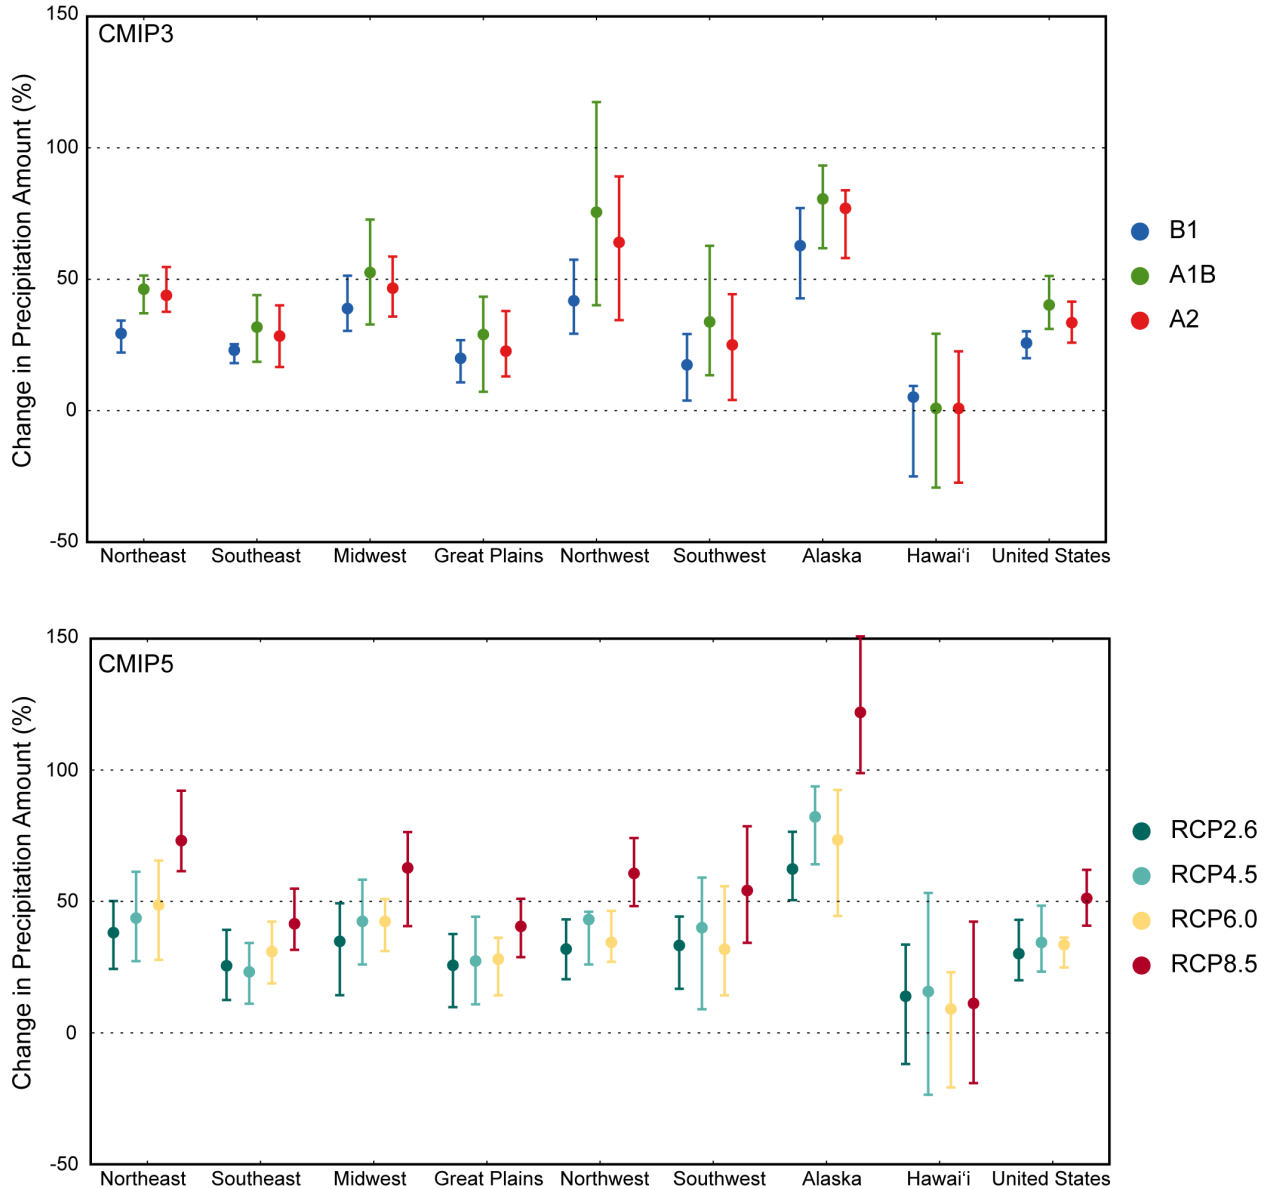 CMIP3
Change in Precipitation Amount (%)
150
100
50
0
-50
Northeast Southeast Midwest Great Plains Northwest Southwest Alaska Hawai‘i United States
B1
A1B
A2
CMIP5
Change in Precipitation Amount (%)
150
100
50
0
-50
Northeast Southeast Midwest Great Plains Northwest Southwest Alaska Hawai‘i United States
RCP2.6
RCP4.5
RCP6.0
RCP8.5